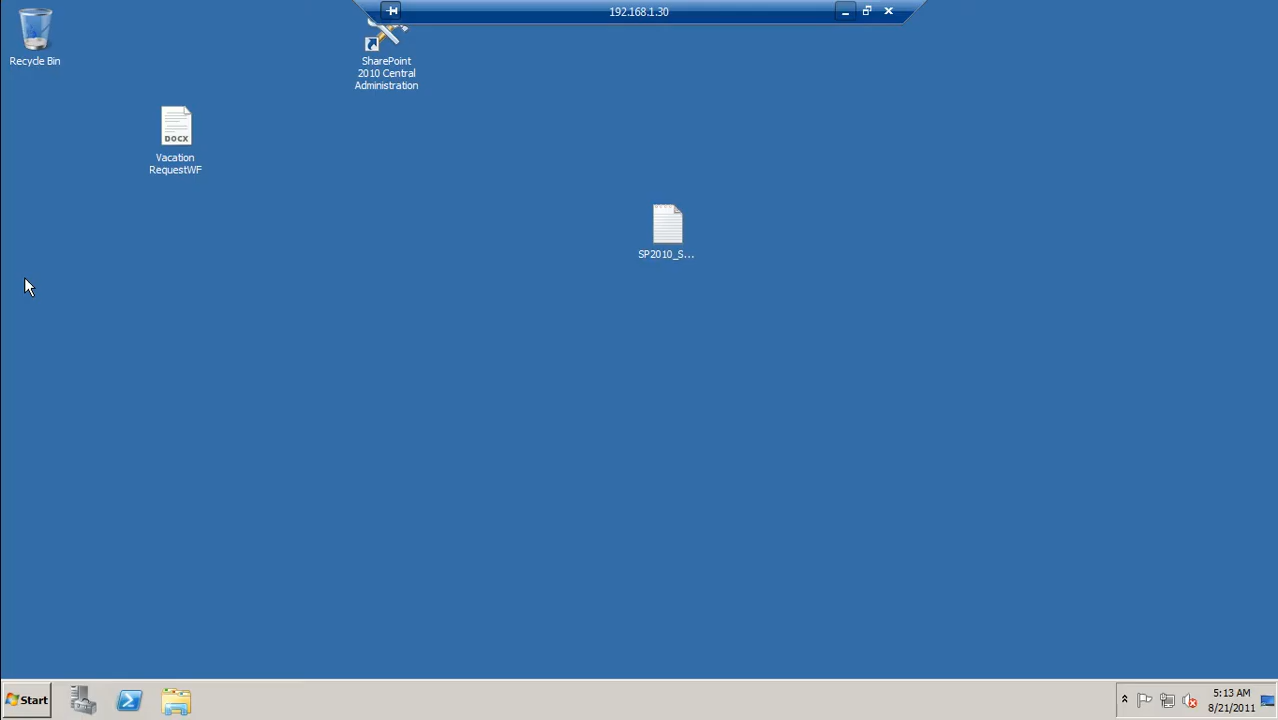 192.168.1.30
Recycle Bin
SharePoint
2010 Central
Administration
DOCX
Vacation
RequestWF
SP2010_S...
Start
5:13 AM
8/21/2011